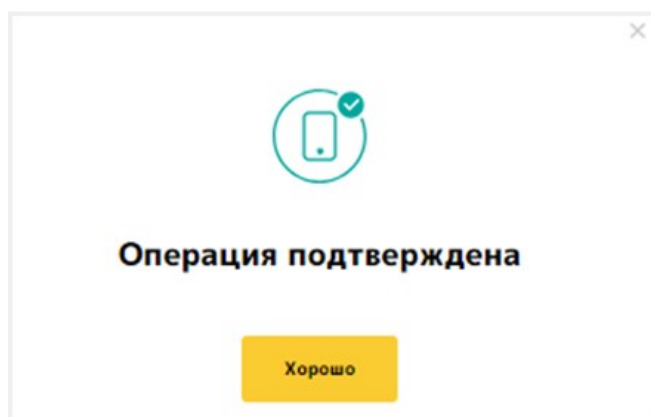 Операция подтверждена
Хорошо